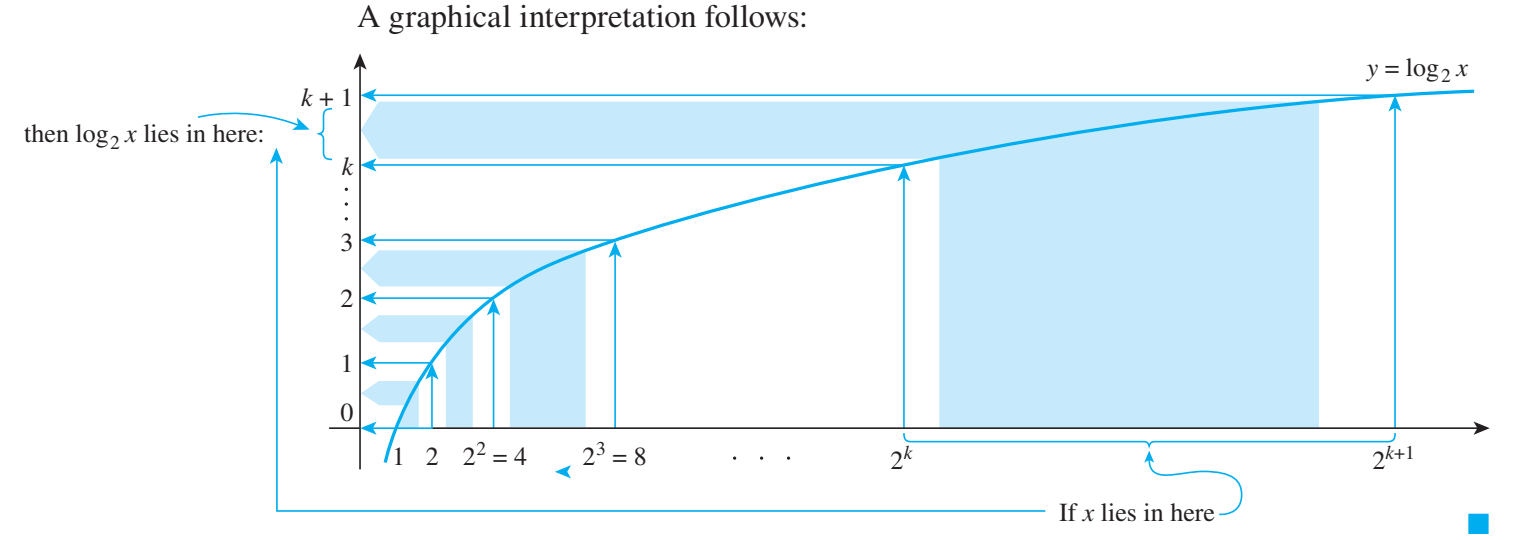 A graphical interpretation follows:
y = log₂ x
k + 1
then log₂ x lies in here:
k
3
2
1
0
1 2 2² = 4 2³ = 8 · · · 2ᵏ 2ᵏ⁺¹
If x lies in here